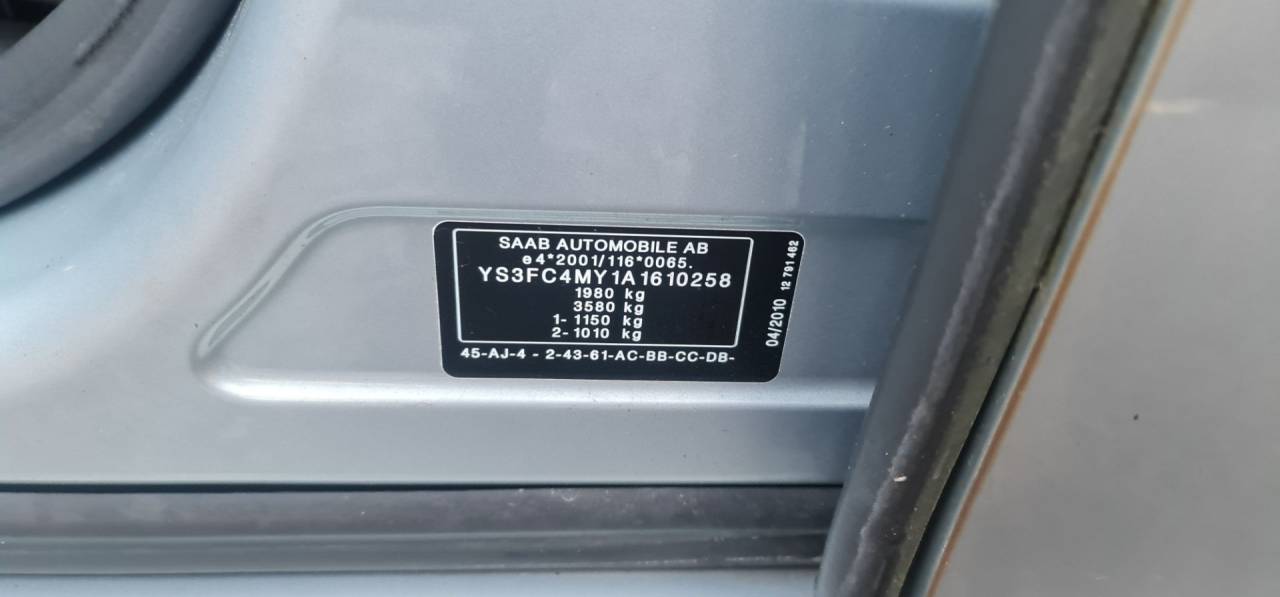 SAAB AUTOMOBILE AB
e4*2001/116*0065.
YS3FC4MY1A1610258
1980 kg
3580 kg
1- 1150 kg
2- 1010 kg
45-AJ-4 - 2-43-61-AC-BB-CC-DB-
04/2010 12 791 462